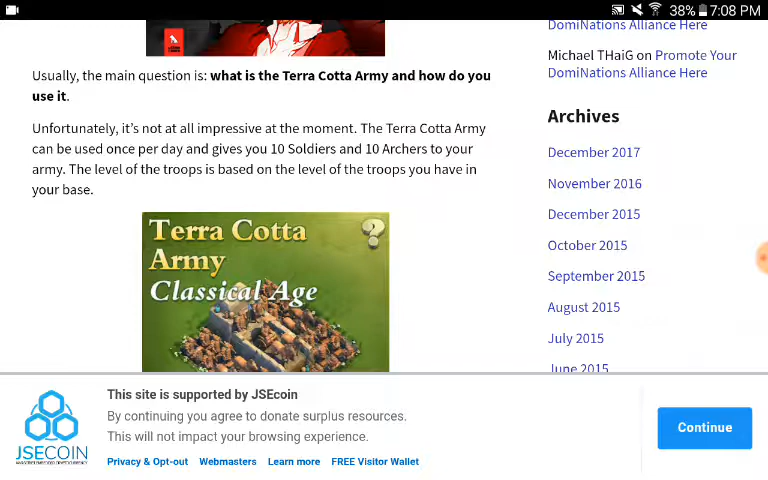 38% 7:08 PM
DomiNations Alliance Here
Usually, the main question is: what is the Terra Cotta Army and how do you
use it.
Unfortunately, it's not at all impressive at the moment. The Terra Cotta Army
can be used once per day and gives you 10 Soldiers and 10 Archers to your
army. The level of the troops is based on the level of the troops you have in
your base.
Terra Cotta
Army
Classical Age
?
Michael THaiG on Promote Your
DomiNations Alliance Here
Archives
December 2017
November 2016
December 2015
October 2015
September 2015
August 2015
July 2015
June 2015
This site is supported by JSEcoin
By continuing you agree to donate surplus resources.
This will not impact your browsing experience.
Privacy & Opt-out Webmasters Learn more FREE Visitor Wallet
JSECOIN
Continue